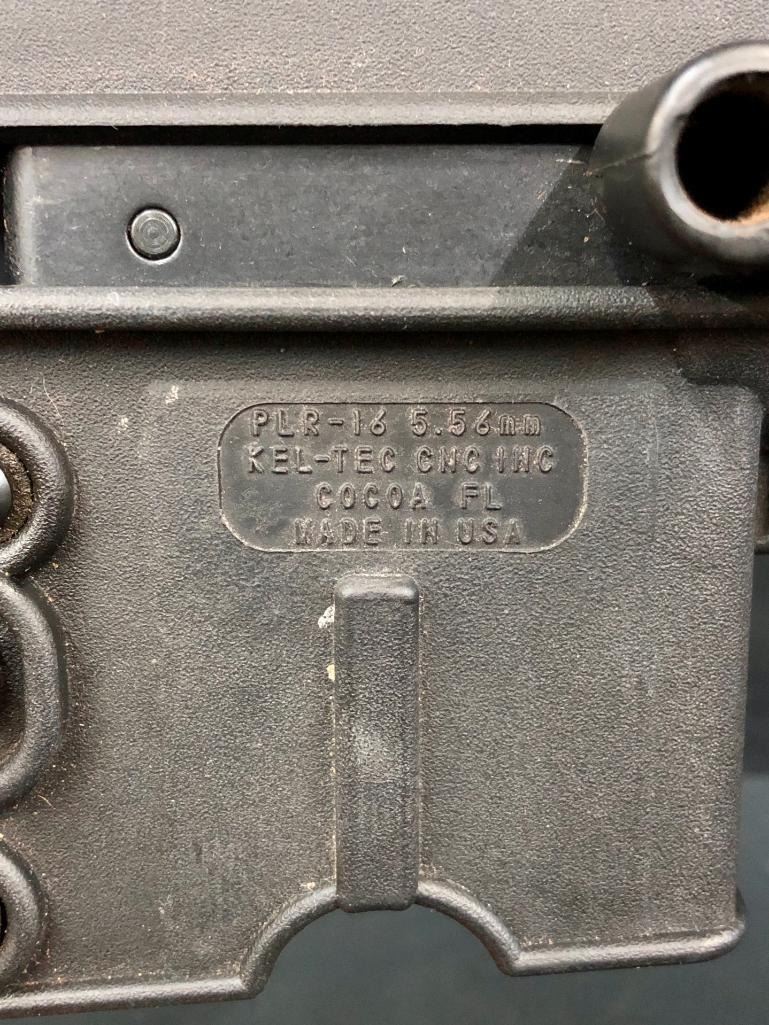 PLR-16 5.56mm
KEL-TEC CNC INC
COCOA FL
MADE IN USA